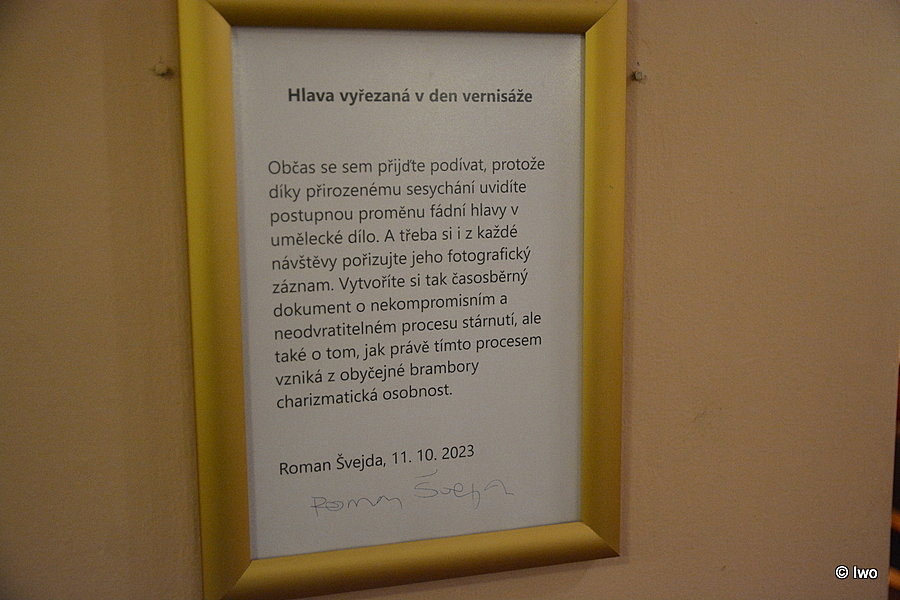 Hlava vyřezaná v den vernisáže
Občas se sem přijďte podívat, protože
díky přirozenému sesychání uvidíte
postupnou proměnu fádní hlavy v
umělecké dílo. A třeba si i z každé
návštěvy pořizujte jeho fotografický
záznam. Vytvoříte si tak časosběrný
dokument o nekompromisním a
neodvratitelném procesu stárnutí, ale
také o tom, jak právě tímto procesem
vzniká z obyčejné brambory
charizmatická osobnost.
Roman Švejda, 11. 10. 2023
Roman Švejda
© Iwo